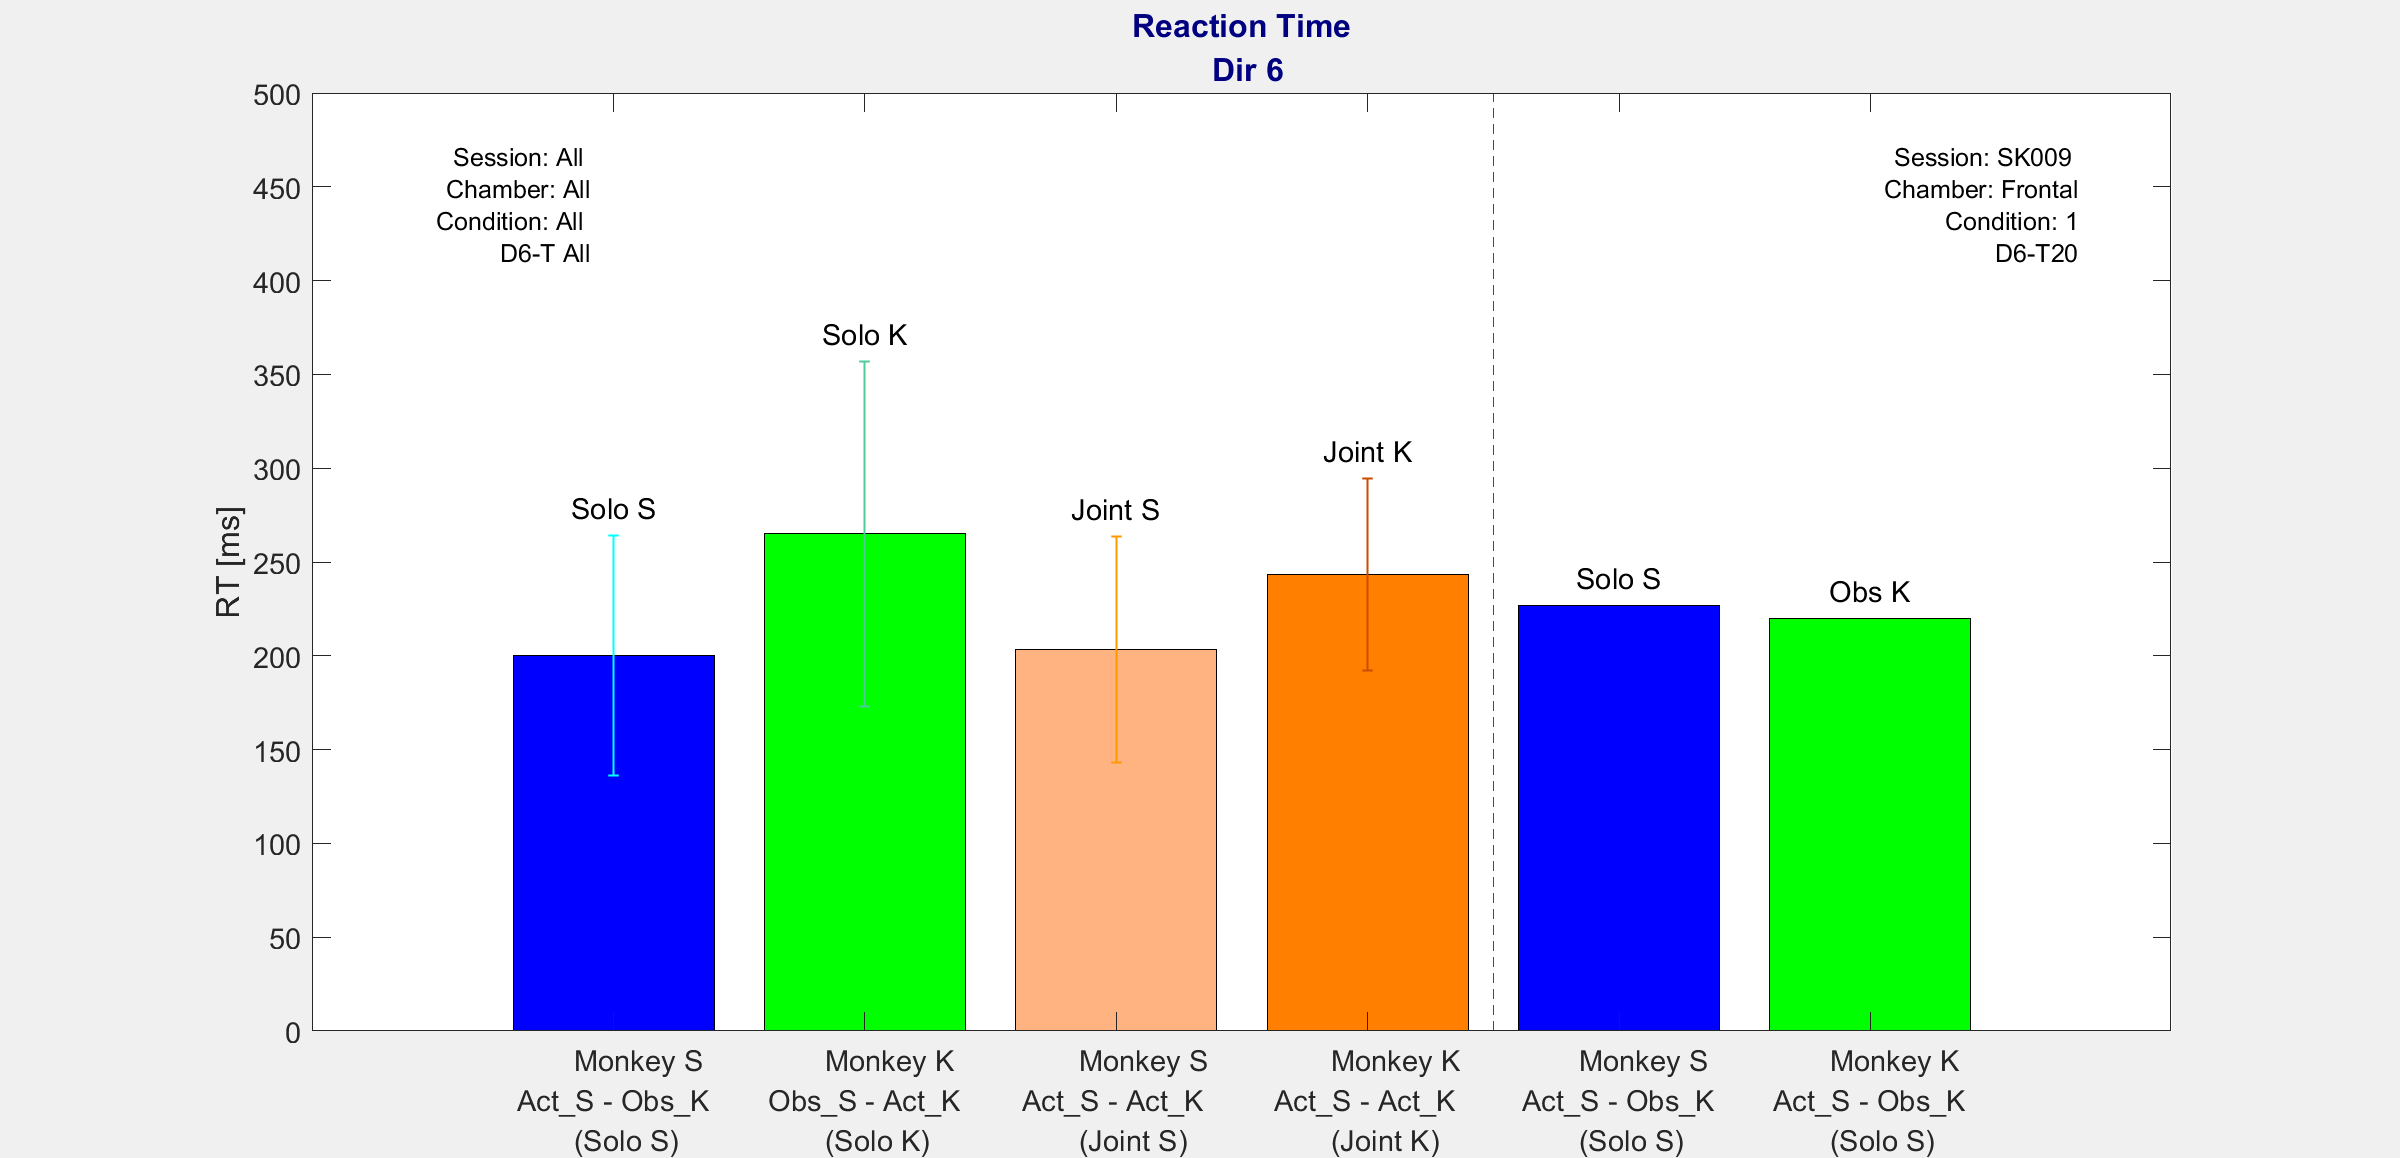 Reaction Time
Dir 6
500
450
400
350
300
250
200
150
100
50
0
RT [ms]
Session: All
Chamber: All
Condition: All
D6-T All
Session: SK009
Chamber: Frontal
Condition: 1
D6-T20
Solo S
Solo K
Joint S
Joint K
Solo S
Obs K
Monkey S
Act_S - Obs_K
(Solo S)
Monkey K
Obs_S - Act_K
(Solo K)
Monkey S
Act_S - Act_K
(Joint S)
Monkey K
Act_S - Act_K
(Joint K)
Monkey S
Act_S - Obs_K
(Solo S)
Monkey K
Act_S - Obs_K
(Solo S)